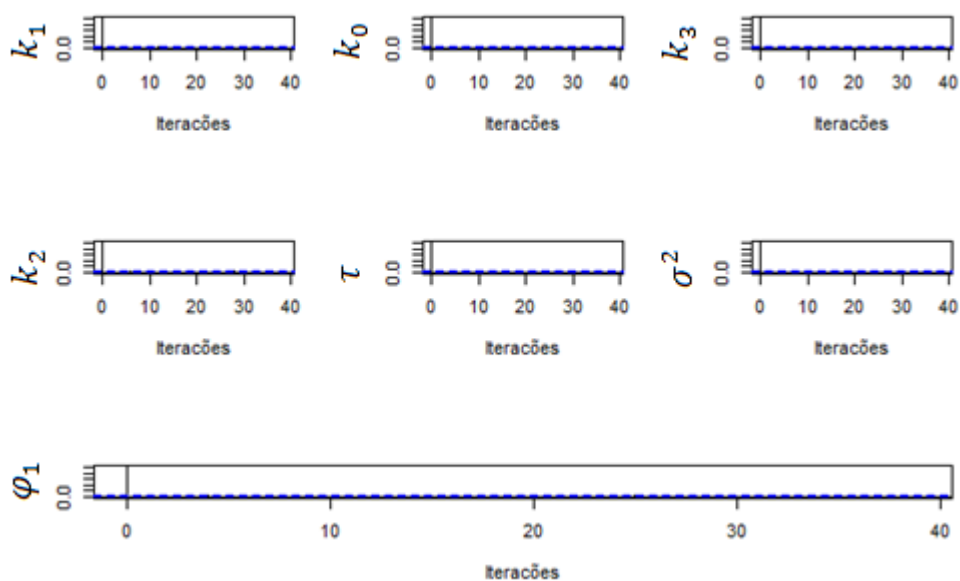 k₁ 0.0 k₀ 0.0 k₃ 0.0
0 10 20 30 40 0 10 20 30 40 0 10 20 30 40
Iteracões Iteracões Iteracões
k₂ 0.0 τ 0.0 σ² 0.0
0 10 20 30 40 0 10 20 30 40 0 10 20 30 40
Iteracões Iteracões Iteracões
φ₁ 0.0
0 10 20 30 40
Iteracões